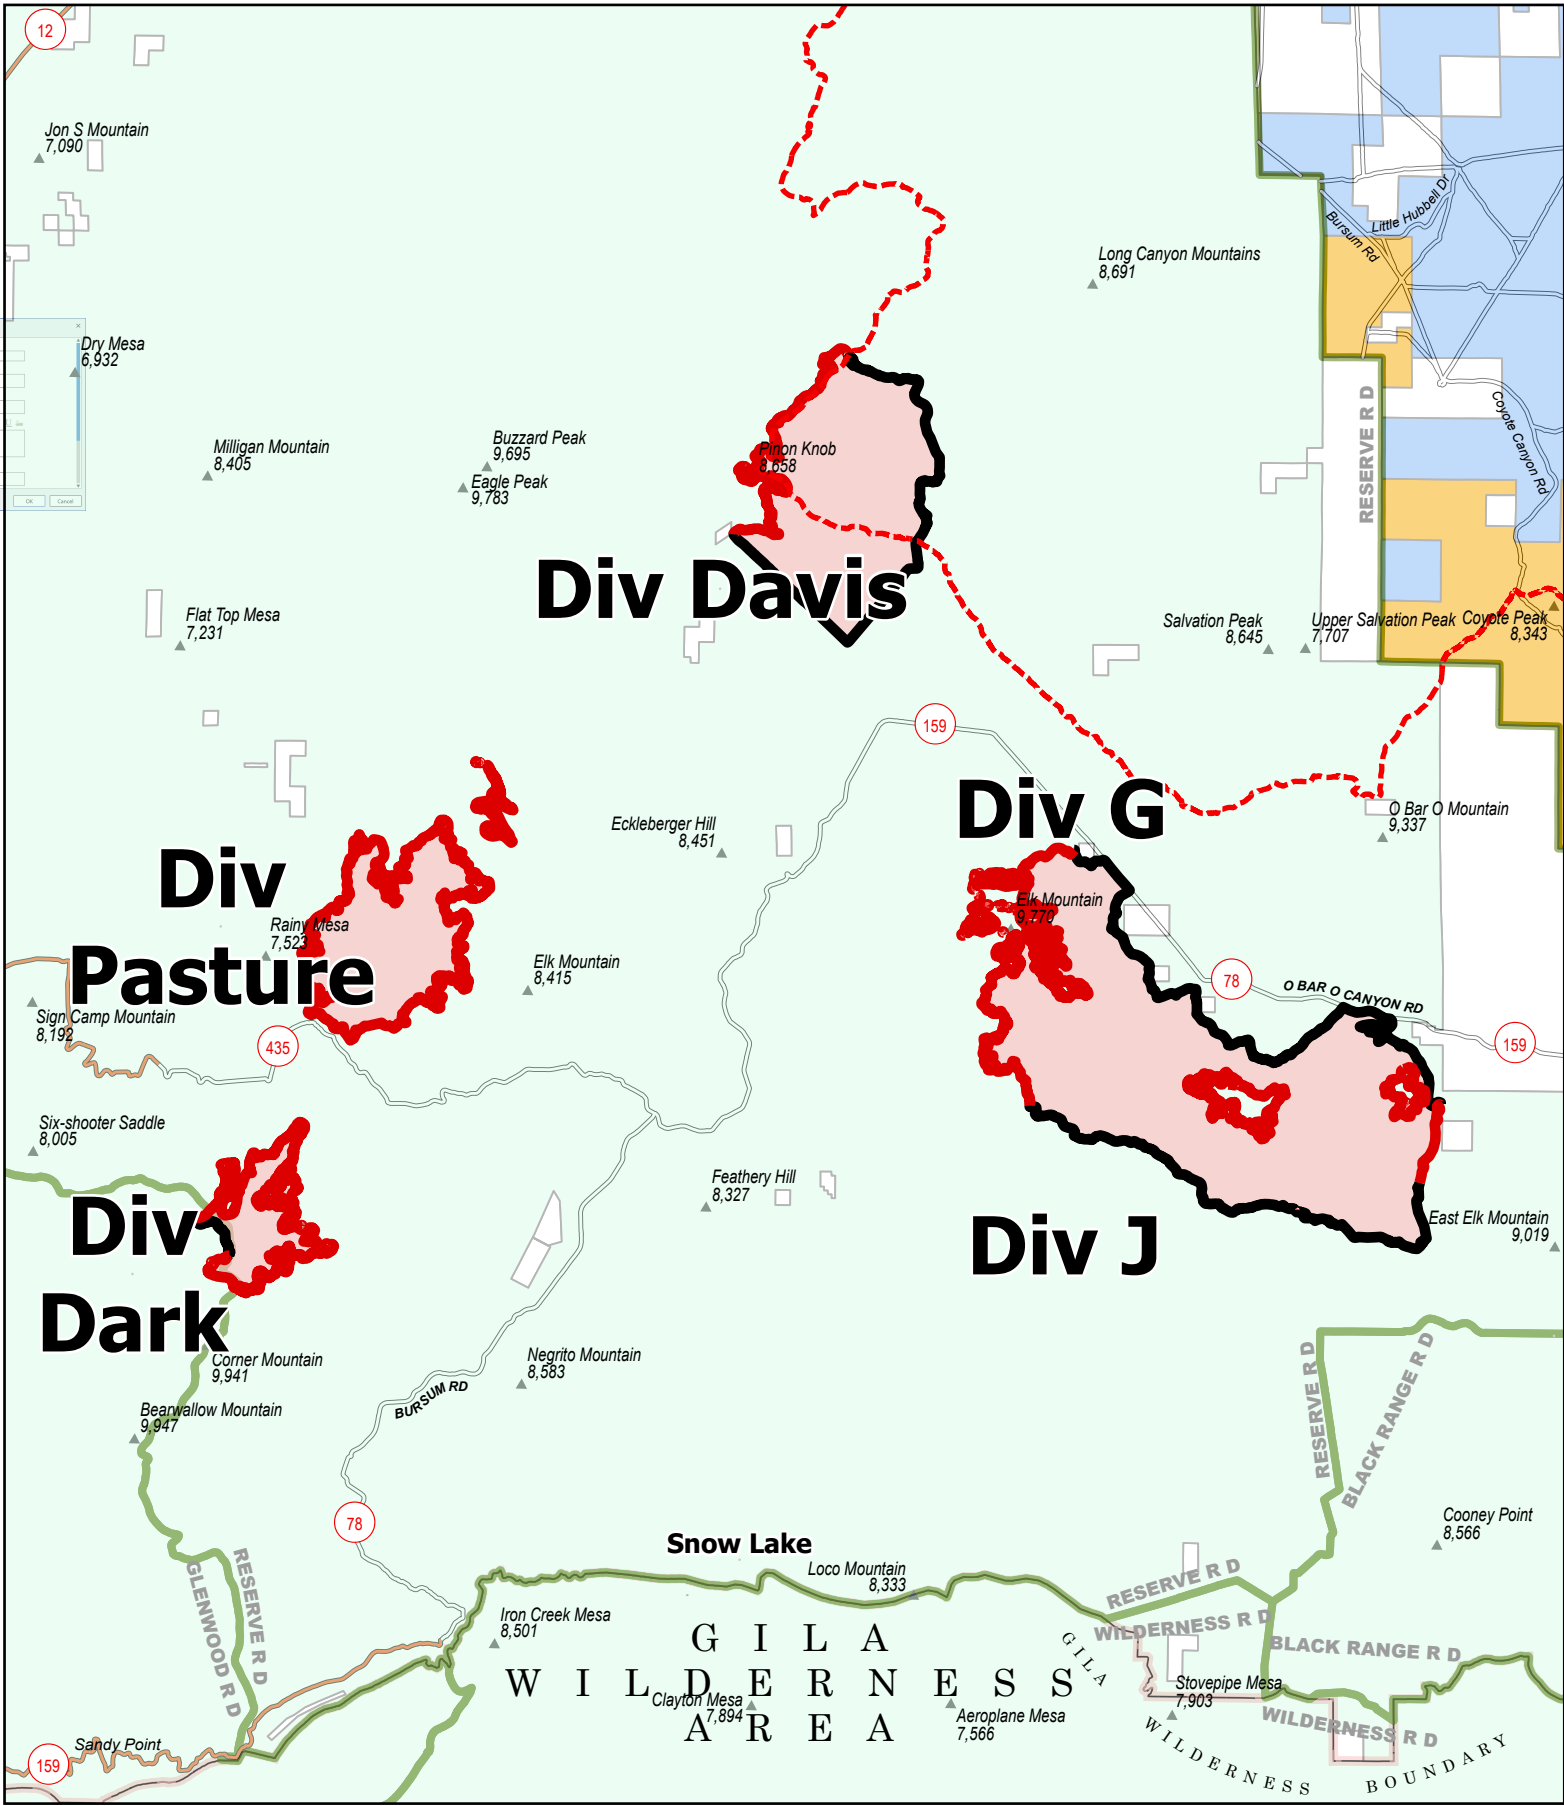 12
Jon S Mountain
7,090
Little Hubbell Dr
Bursum Rd
Long Canyon Mountains
8,691
Dry Mesa
6,932
RESERVE R D
Coyote Canyon Rd
Buzzard Peak
9,695
Milligan Mountain
8,405
Eagle Peak
9,783
Pinon Knob
8,658
OK
Cancel
Div Davis
Flat Top Mesa
7,231
Salvation Peak
8,645
Upper Salvation Peak
7,707
Coyote Peak
8,343
159
Div G
O Bar O Mountain
9,337
Eckleberger Hill
8,451
Div
Pasture
Rainy Mesa
7,523
Elk Mountain
9,770
Elk Mountain
8,415
78
O BAR O CANYON RD
159
Sign Camp Mountain
8,192
435
Six-shooter Saddle
8,005
Feathery Hill
8,327
Div
Dark
Div J
East Elk Mountain
9,019
Corner Mountain
9,941
Negrito Mountain
8,583
BURSUM RD
Bearwallow Mountain
9,947
RESERVE R D
BLACK RANGE R D
78
Cooney Point
8,566
Snow Lake
Loco Mountain
8,333
GLENWOOD R D
RESERVE R D
RESERVE R D
WILDERNESS R D
BLACK RANGE R D
Iron Creek Mesa
8,501
GILA
WILDERNESS
AREA
Clayton Mesa
7,894
Aeroplane Mesa
7,566
Stovepipe Mesa
7,903
WILDERNESS R D
GILA
WILDERNESS
BOUNDARY
Sandy Point
159